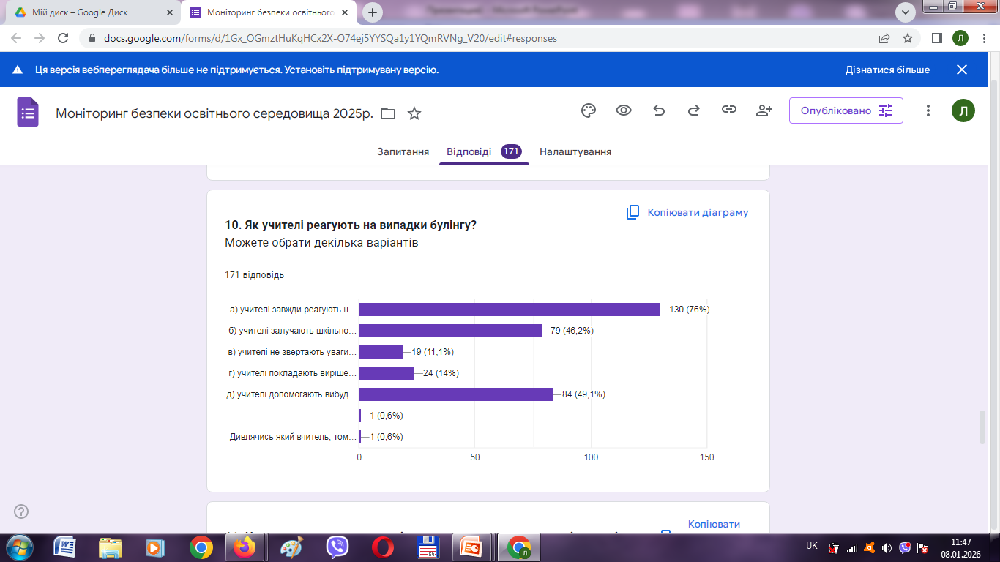 Мій диск – Google Диск
Моніторинг безпеки освітнього
docs.google.com/forms/d/1Gx_OGmztHuKqHCx2X-O74ej5YYSQa1y1YQmRVNg_V20/edit#responses
Л
Ця версія вебпереглядача більше не підтримується. Установіть підтримувану версію.
Дізнатися більше
Моніторинг безпеки освітнього середовища 2025р.
Опубліковано
Л
Запитання
Відповіді 171
Налаштування
Копіювати діаграму
10. Як учителі реагують на випадки булінгу?
Можете обрати декілька варіантів
171 відповідь
а) учителі завжди реагують н…
130 (76%)
б) учителі залучають шкільно…
79 (46,2%)
в) учителі не звертають уваги…
19 (11,1%)
г) учителі покладають виріше…
24 (14%)
д) учителі допомогають вибуд…
84 (49,1%)
1 (0,6%)
Дивлячись який вчитель, том…
1 (0,6%)
0 50 100 150
Копіювати
UK
11:47
08.01.2026